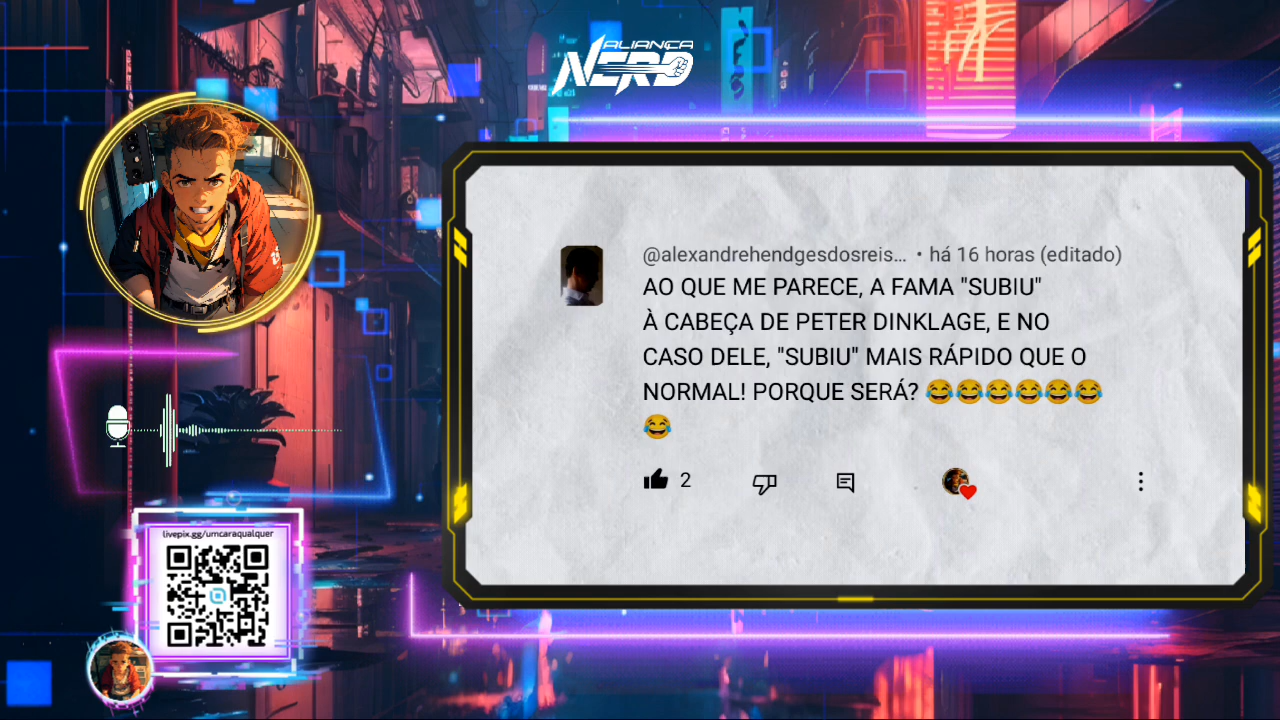 ALIANÇA
NERD
@alexandrehendgesdosreis... • há 16 horas (editado)
AO QUE ME PARECE, A FAMA "SUBIU"
À CABEÇA DE PETER DINKLAGE, E NO
CASO DELE, "SUBIU" MAIS RÁPIDO QUE O
NORMAL! PORQUE SERÁ? 😂😂😂😂😂😂
😂
2
livepix.gg/umcaraqualquer